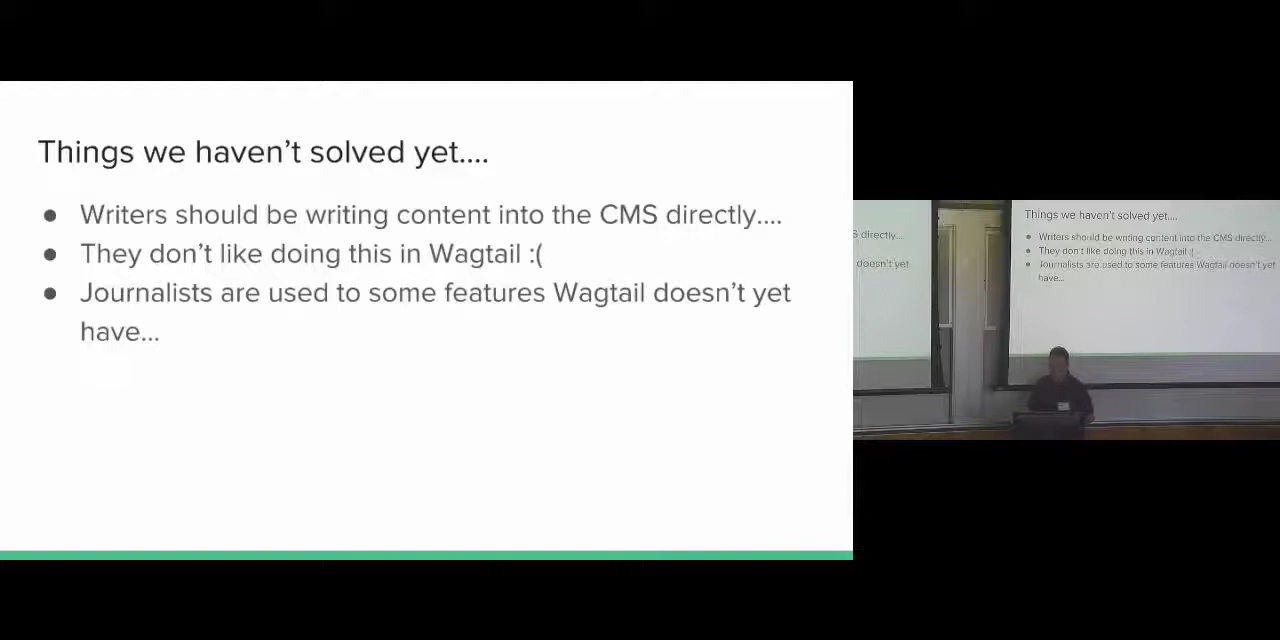 Things we haven't solved yet....
● Writers should be writing content into the CMS directly....
● They don't like doing this in Wagtail :(
● Journalists are used to some features Wagtail doesn't yet
have...
S directly....
doesn't yet
Things we haven't solved yet....
● Writers should be writing content into the CMS directly....
● They don't like doing this in Wagtail :(
● Journalists are used to some features Wagtail doesn't yet
have...